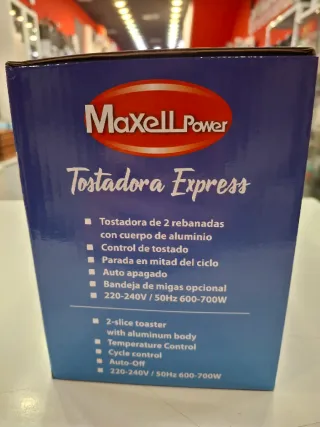 Maxell Power
Tostadora Express
Tostadora de 2 rebanadas
con cuerpo de aluminio
Control de tostado
Parada en mitad del ciclo
Auto apagado
Bandeja de migas opcional
220-240V / 50Hz 600-700W
2-slice toaster
with aluminum body
Temperature Control
Cycle control
Auto-Off
220-240V / 50Hz 600-700W